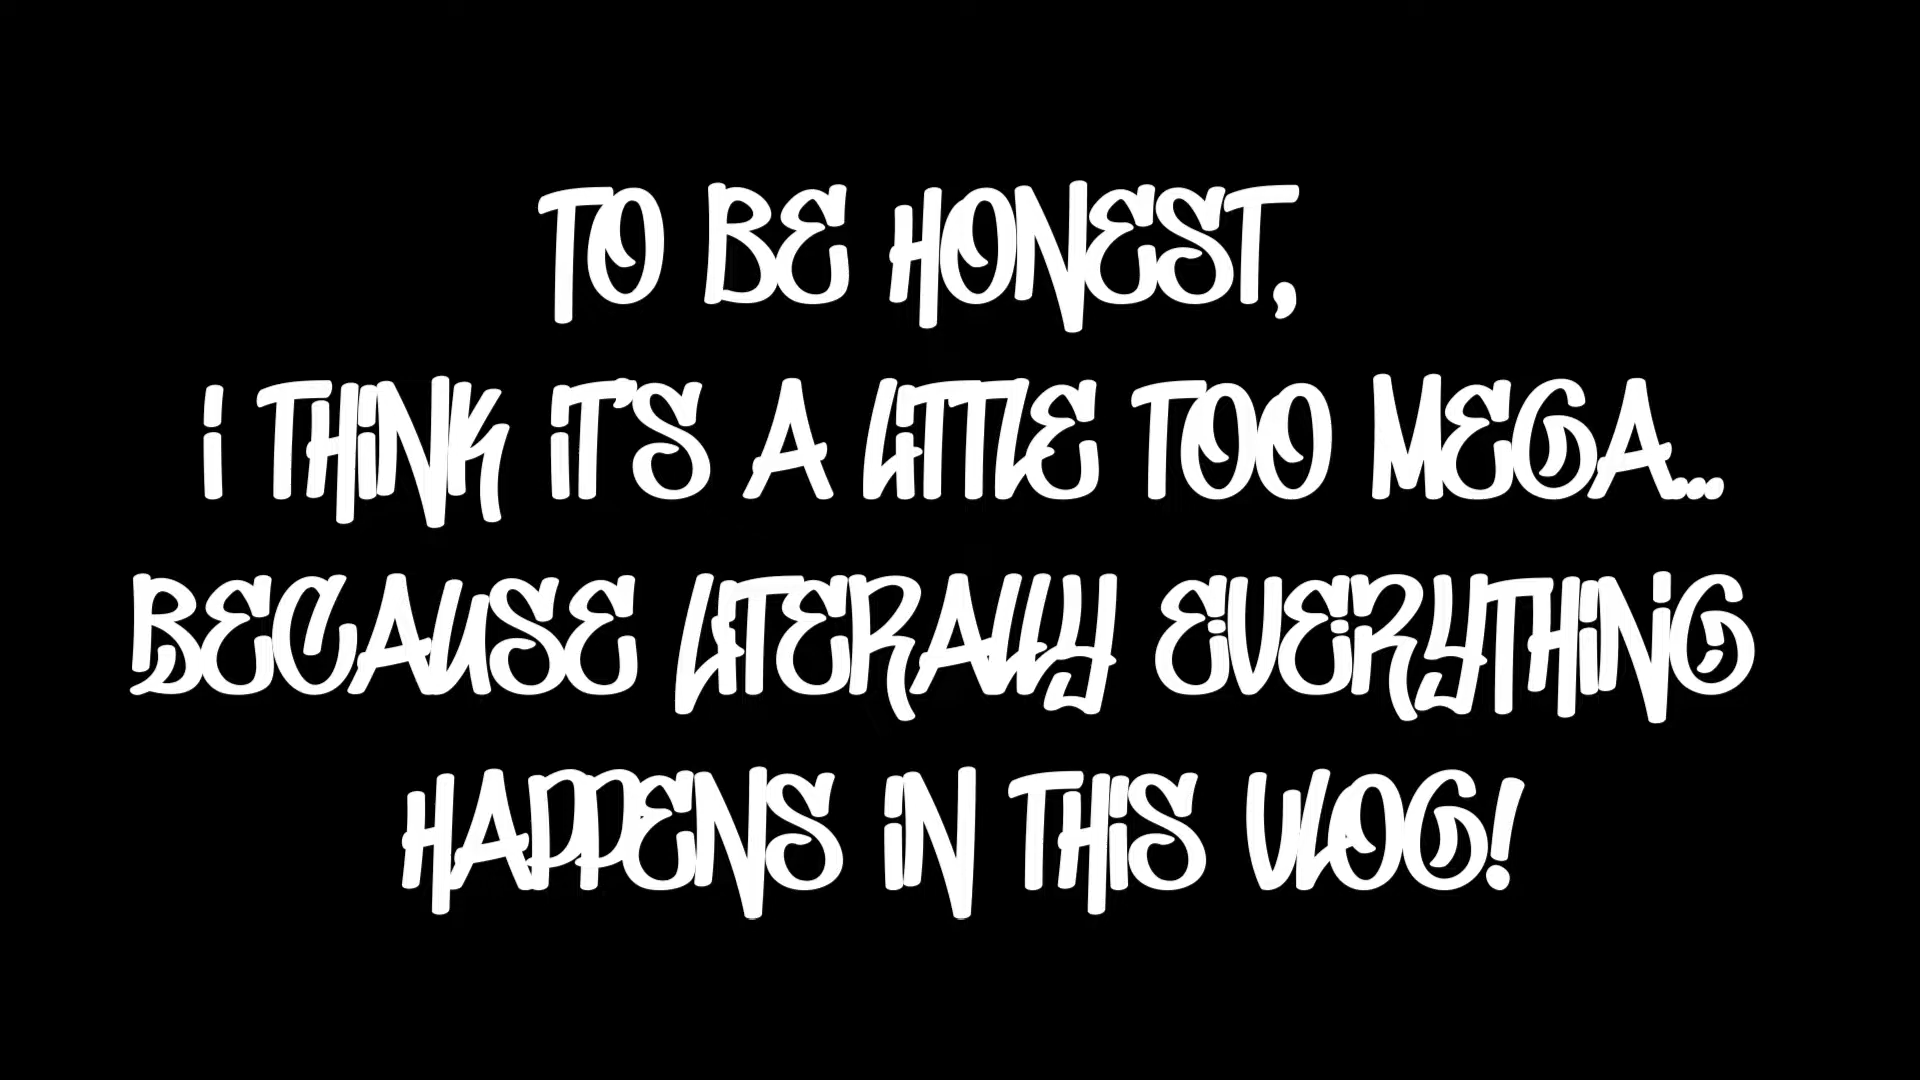 TO BE HONEST,
I THINK IT'S A LITTLE TOO MEGA...
BECAUSE LITERALLY EVERYTHING
HAPPENS IN THIS VLOG!